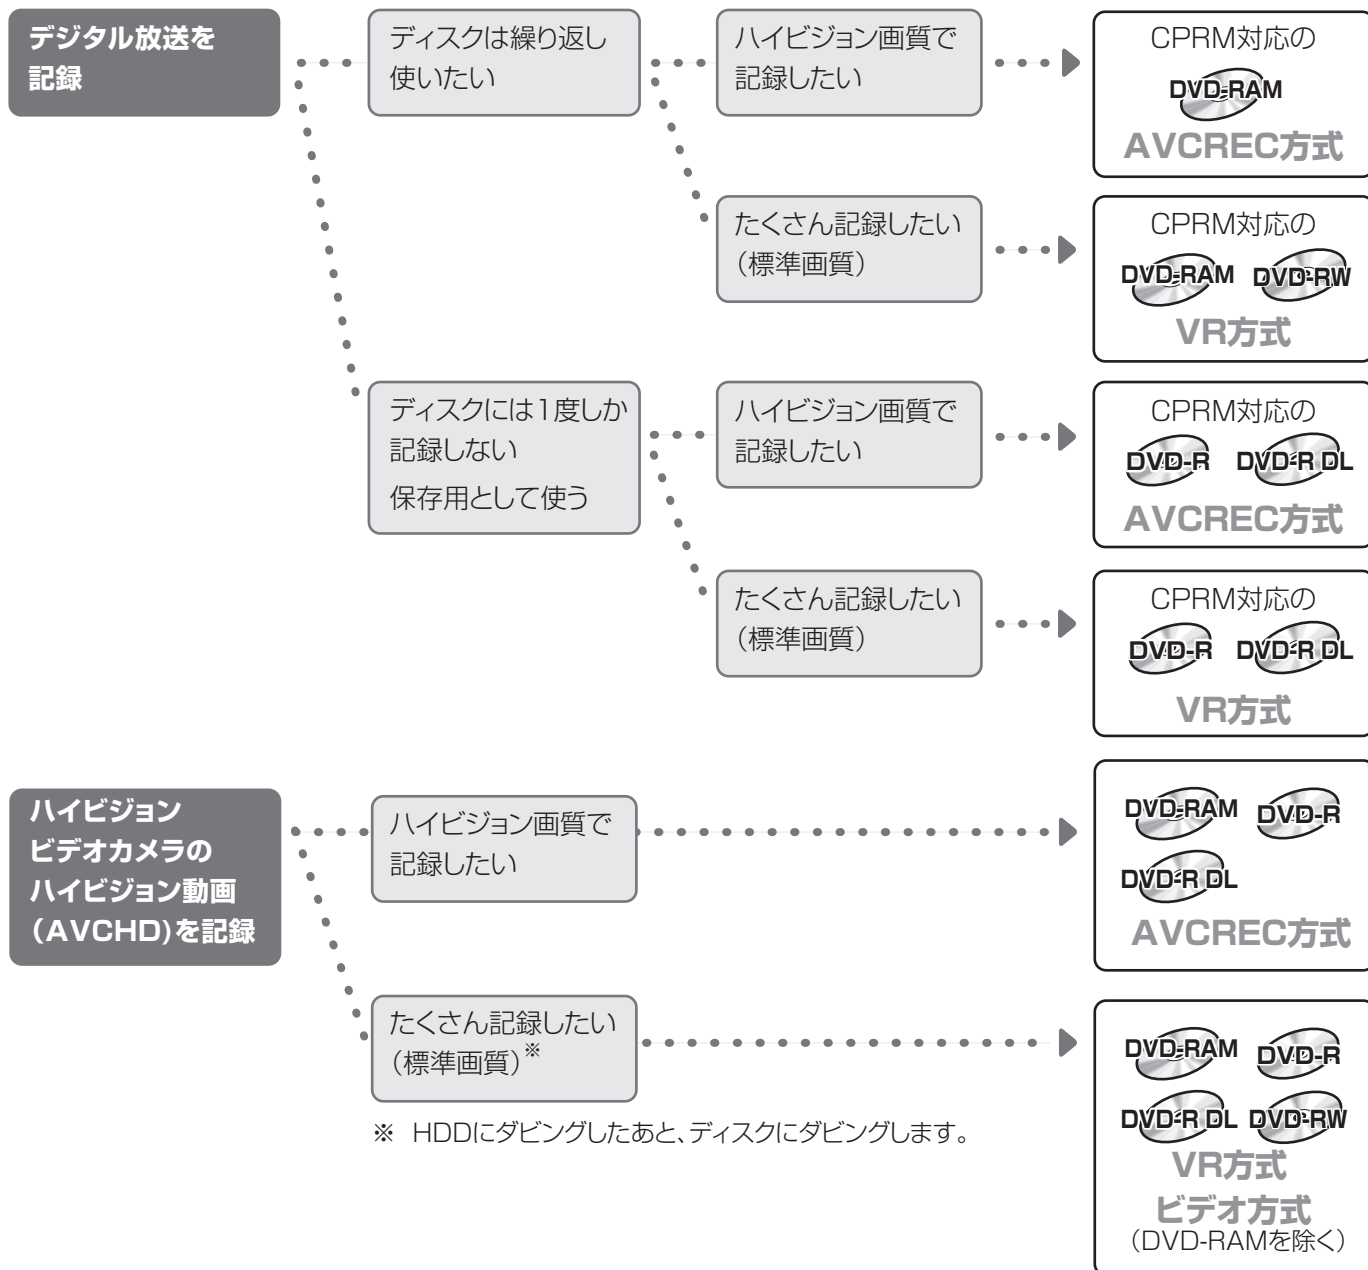 デジタル放送を
記録
ディスクは繰り返し
使いたい
ハイビジョン画質で
記録したい
CPRM対応の
DVD-RAM
AVCREC方式
たくさん記録したい
（標準画質）
CPRM対応の
DVD-RAM DVD-RW
VR方式
ディスクには1度しか
記録しない
保存用として使う
ハイビジョン画質で
記録したい
CPRM対応の
DVD-R DVD-R DL
AVCREC方式
たくさん記録したい
（標準画質）
CPRM対応の
DVD-R DVD-R DL
VR方式
ハイビジョン
ビデオカメラの
ハイビジョン動画
（AVCHD)を記録
ハイビジョン画質で
記録したい
DVD-RAM DVD-R
DVD-R DL
AVCREC方式
たくさん記録したい
（標準画質）※
DVD-RAM DVD-R
DVD-R DL DVD-RW
VR方式
ビデオ方式
（DVD-RAMを除く）
※ HDDにダビングしたあと、ディスクにダビングします。